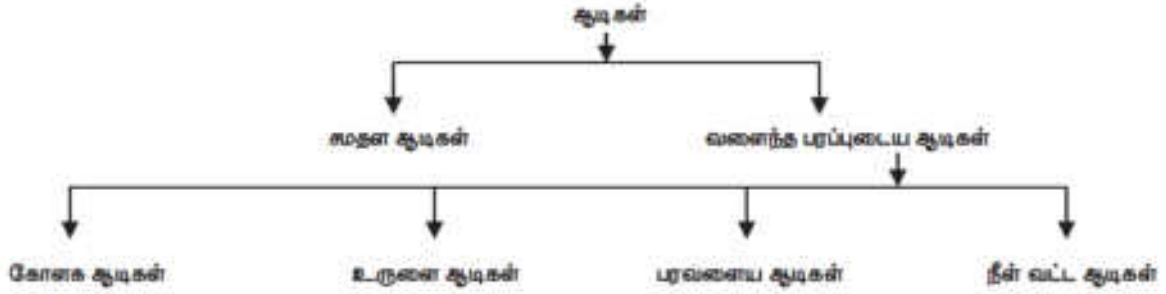 ஆடிகள்
சமதள ஆடிகள் வளைந்த பரப்புடைய ஆடிகள்
கோளக ஆடிகள் உருளை ஆடிகள் பரவளைய ஆடிகள் நீள் வட்ட ஆடிகள்